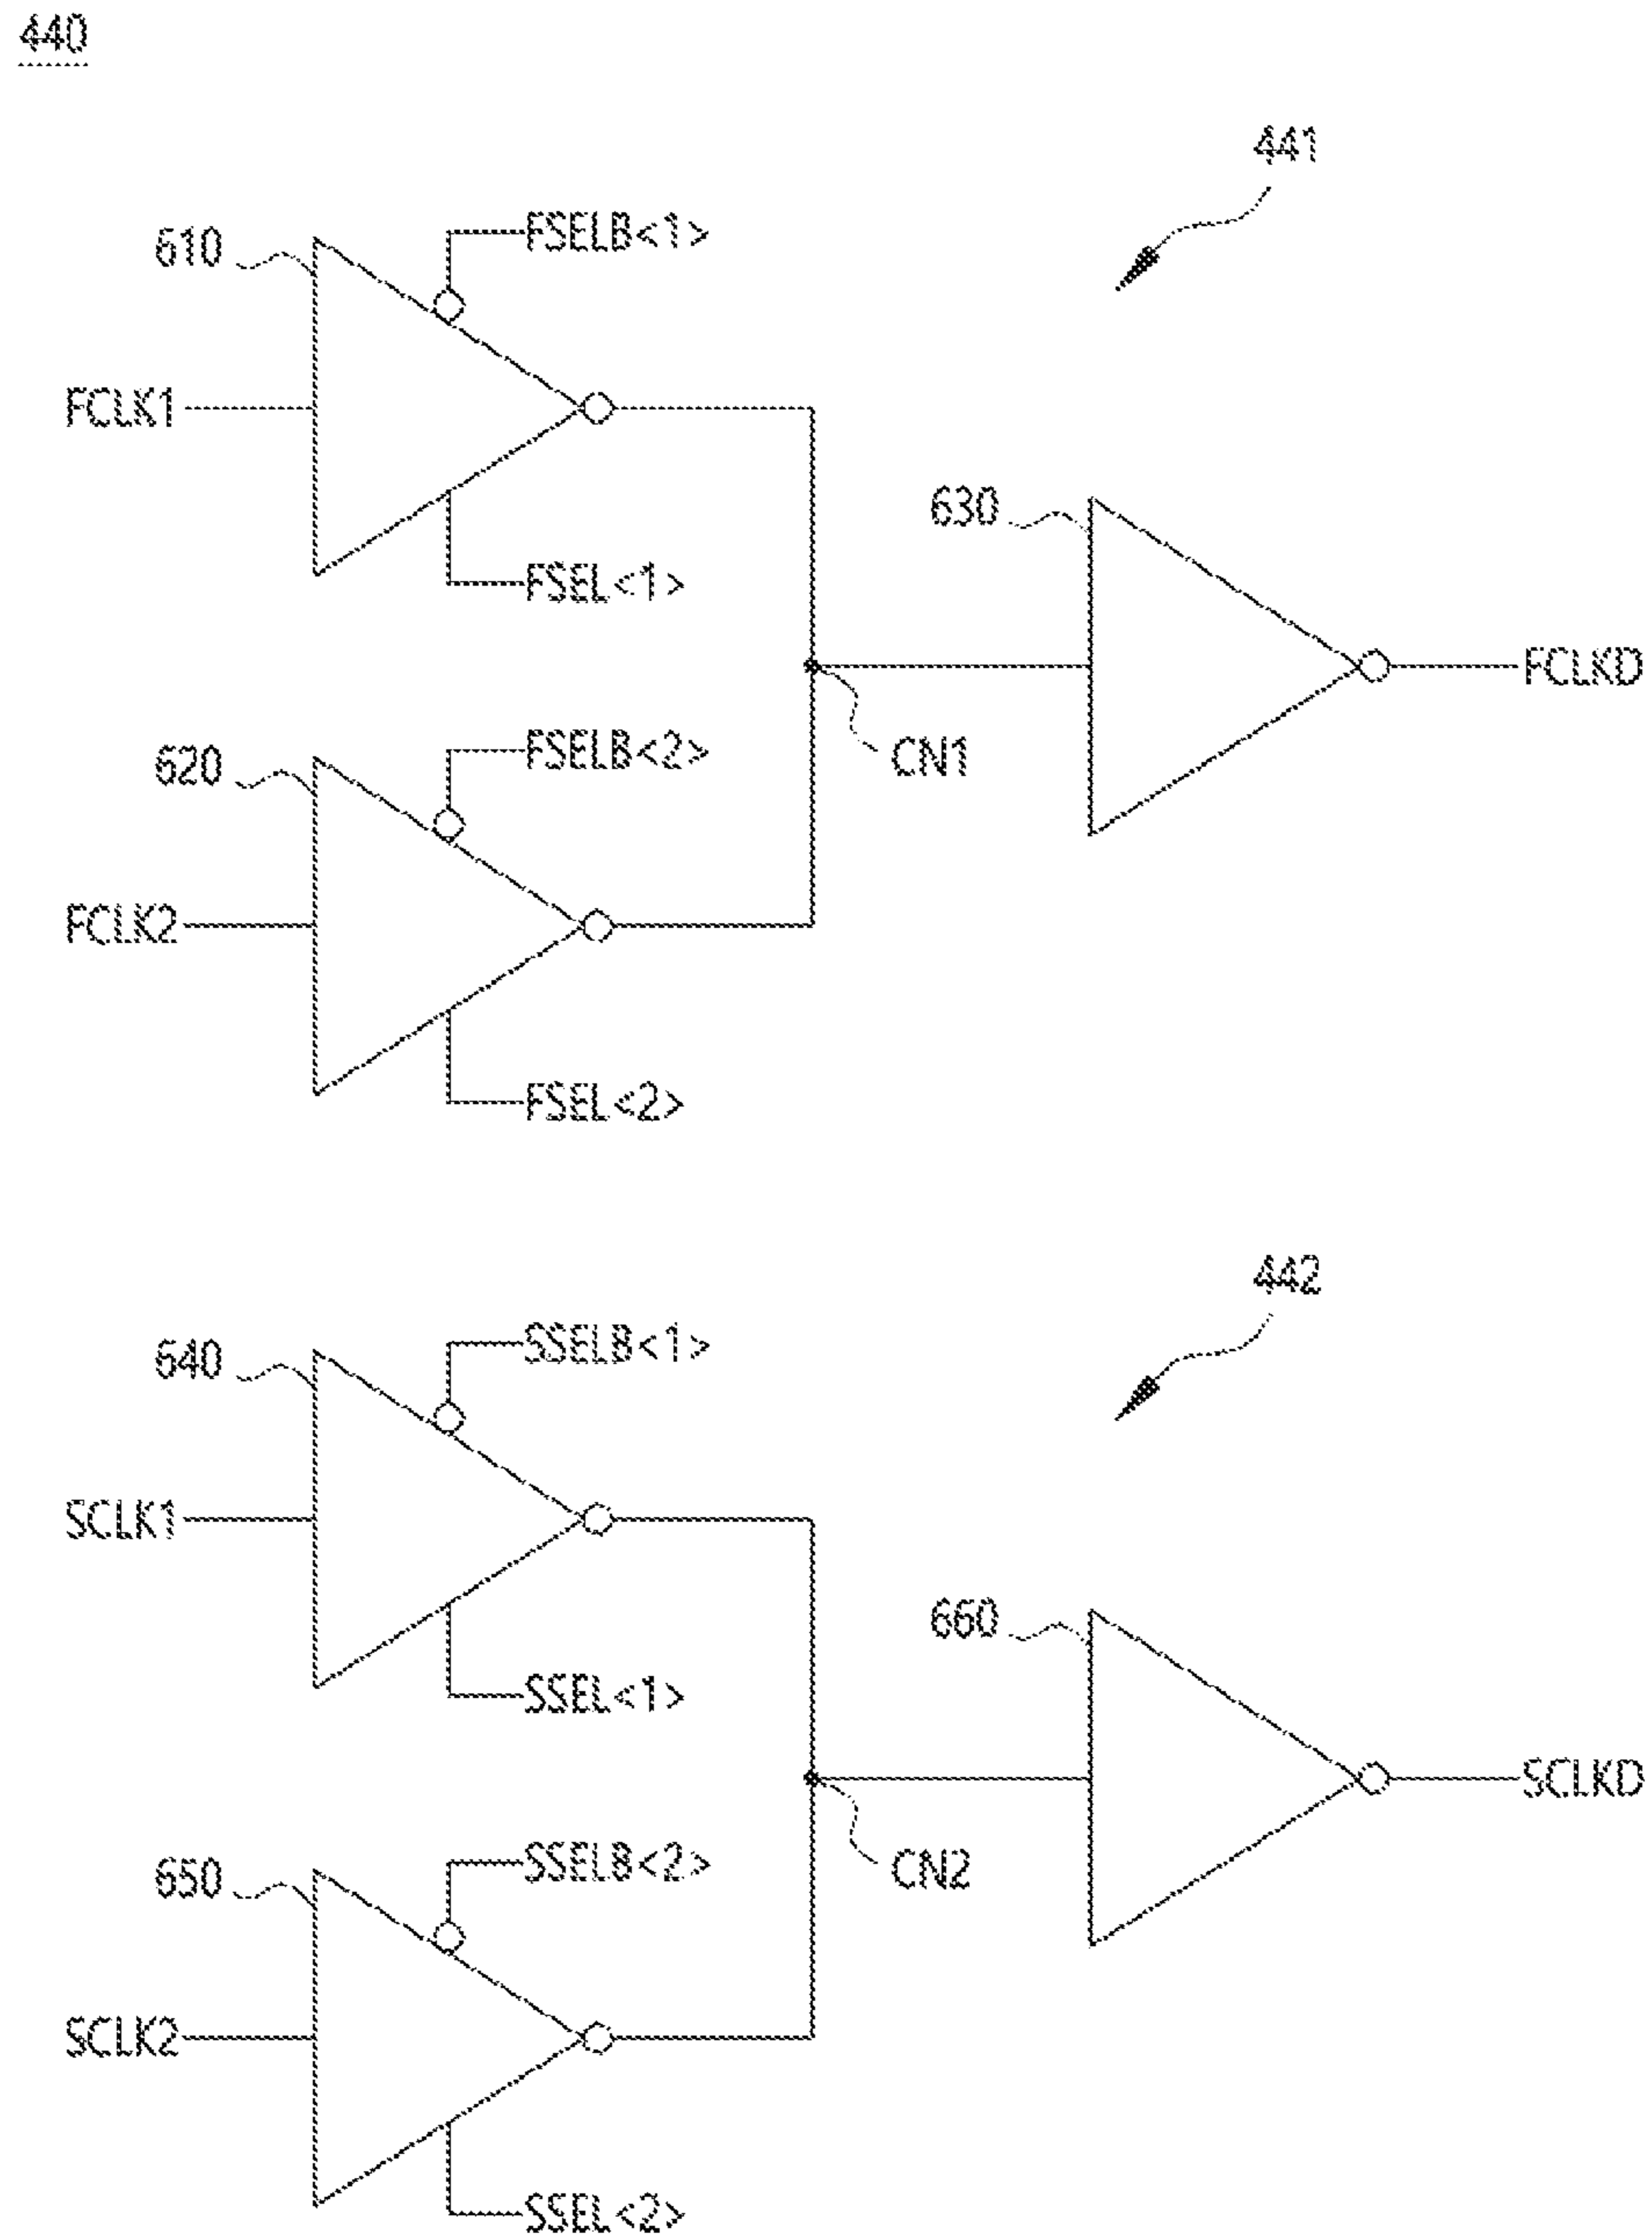 440
441
610
FSELB<1>
FCLK1
FSEL<1>
630
FCLKD
CN1
620
FSELB<2>
FCLK2
FSEL<2>
442
640
SSELB<1>
SCLK1
SSEL<1>
660
SCLKD
CN2
650
SSELB<2>
SCLK2
SSEL<2>